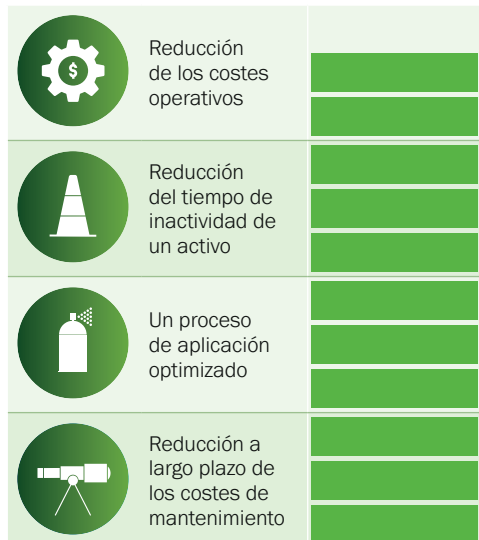 $
Reducción
de los costes
operativos
Reducción
del tiempo de
inactividad de
un activo
Un proceso
de aplicación
optimizado
Reducción a
largo plazo de
los costes de
mantenimiento